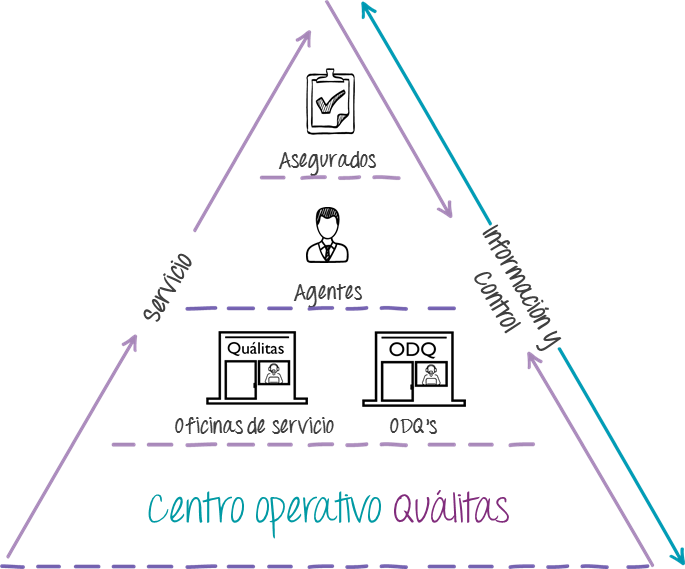 Asegurados
Agentes
Servicio
Información y
Control
Quálitas
ODQ
Oficinas de servicio
ODQ's
Centro operativo Quálitas